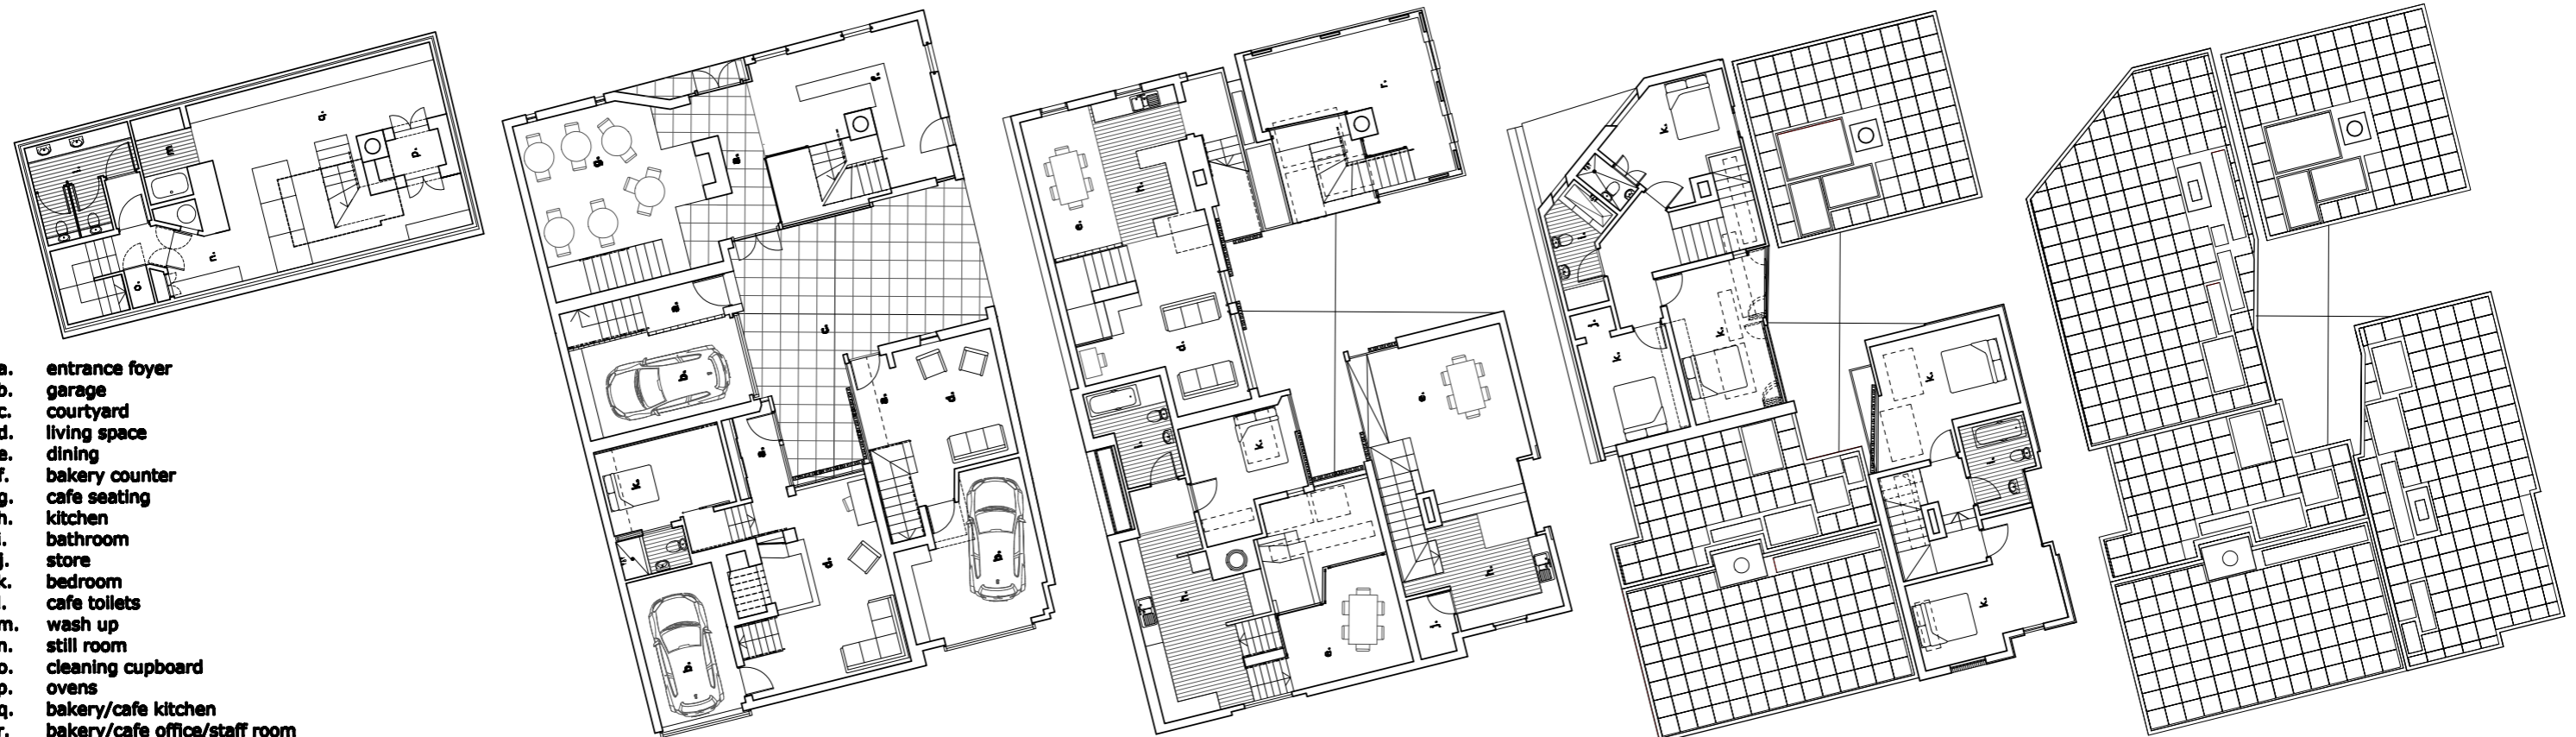 a. entrance foyer
b. garage
c. courtyard
d. living space
e. dining
f. bakery counter
g. cafe seating
h. kitchen
i. bathroom
j. store
k. bedroom
l. cafe toilets
m. wash up
n. still room
o. cleaning cupboard
p. ovens
q. bakery/cafe kitchen
r. bakery/cafe office/staff room
l.
m.
q.
p.
n.
o.
g.
a.
f.
a.
c.
b.
a.
d.
a.
k.
d.
b.
b.
r.
h.
e.
d.
i.
k.
e.
h.
h.
e.
j.
k.
i.
j.
k.
k.
k.
i.
k.